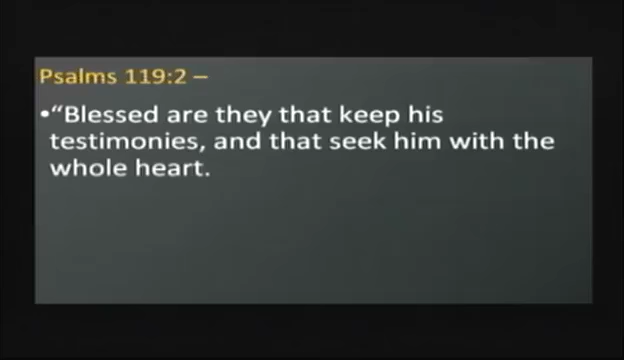 Psalms 119:2 –
•“Blessed are they that keep his
testimonies, and that seek him with the
whole heart.